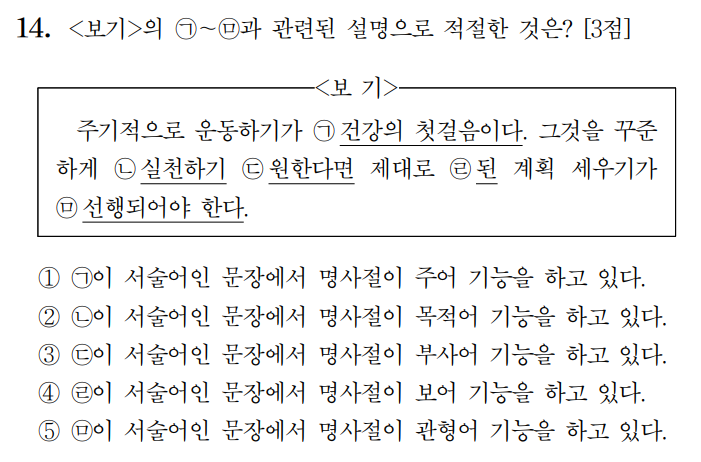 14. <보기>의 ㉠~㉤과 관련된 설명으로 적절한 것은? [3점]
<보 기>
주기적으로 운동하기가 ㉠ 건강의 첫걸음이다. 그것을 꾸준
하게 ㉡ 실천하기 ㉢ 원한다면 제대로 ㉣ 된 계획 세우기가
㉤ 선행되어야 한다.
① ㉠이 서술어인 문장에서 명사절이 주어 기능을 하고 있다.
② ㉡이 서술어인 문장에서 명사절이 목적어 기능을 하고 있다.
③ ㉢이 서술어인 문장에서 명사절이 부사어 기능을 하고 있다.
④ ㉣이 서술어인 문장에서 명사절이 보어 기능을 하고 있다.
⑤ ㉤이 서술어인 문장에서 명사절이 관형어 기능을 하고 있다.